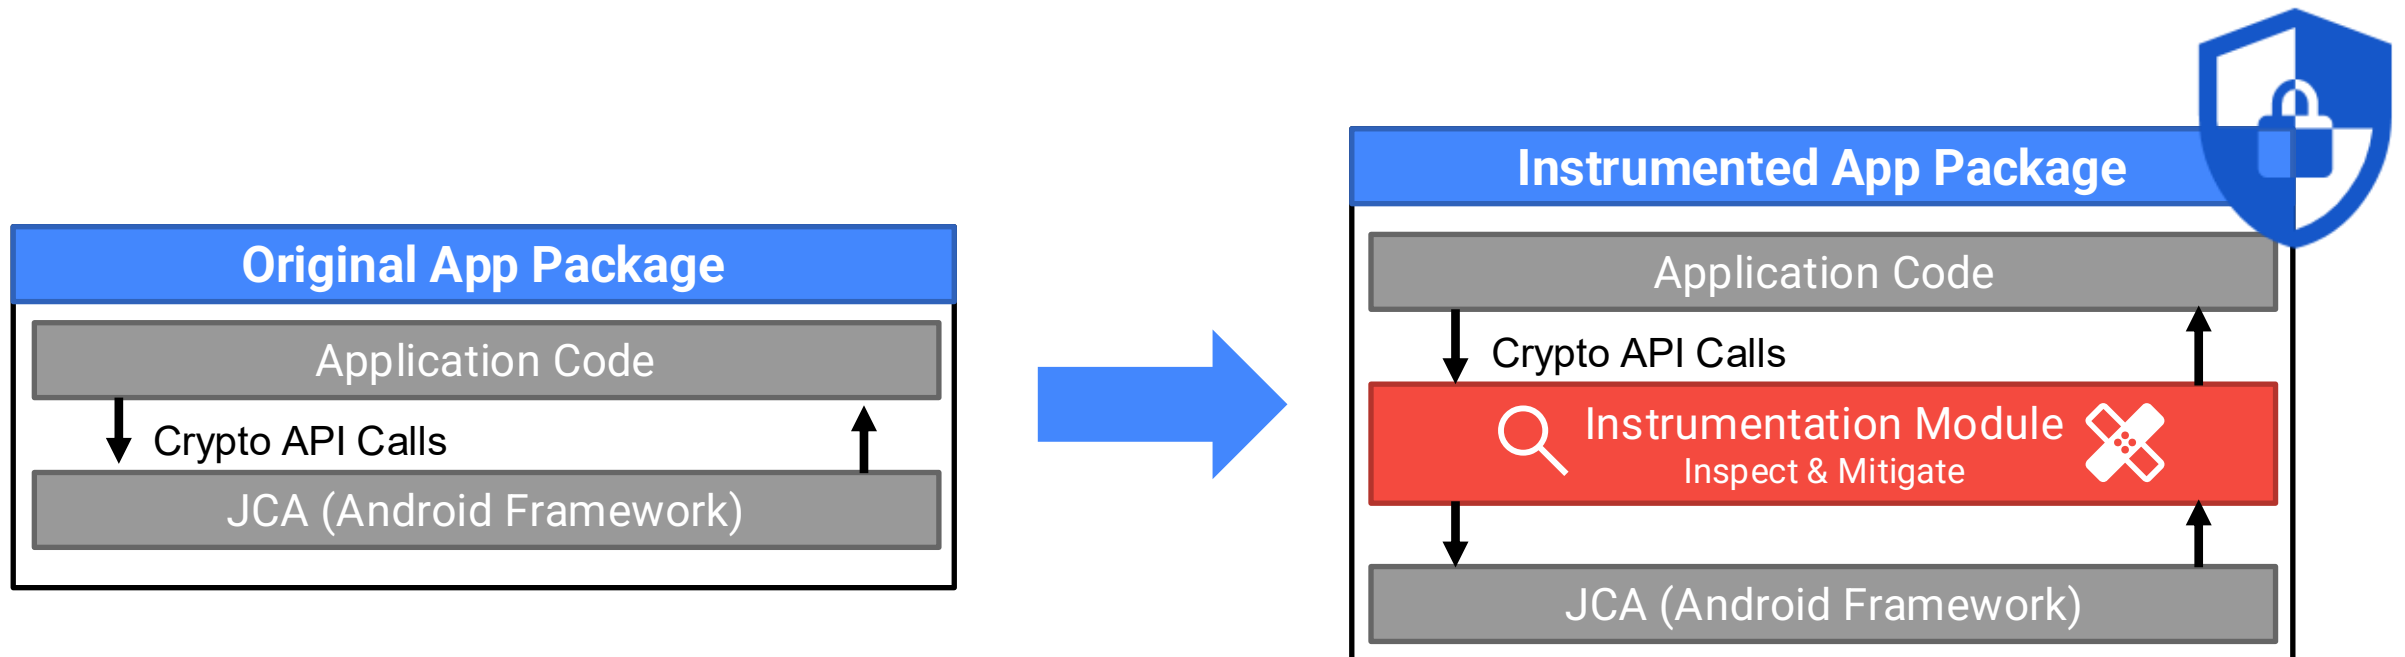 Original App Package
Application Code
Crypto API Calls
JCA (Android Framework)
Instrumented App Package
Application Code
Crypto API Calls
Instrumentation Module
Inspect & Mitigate
JCA (Android Framework)